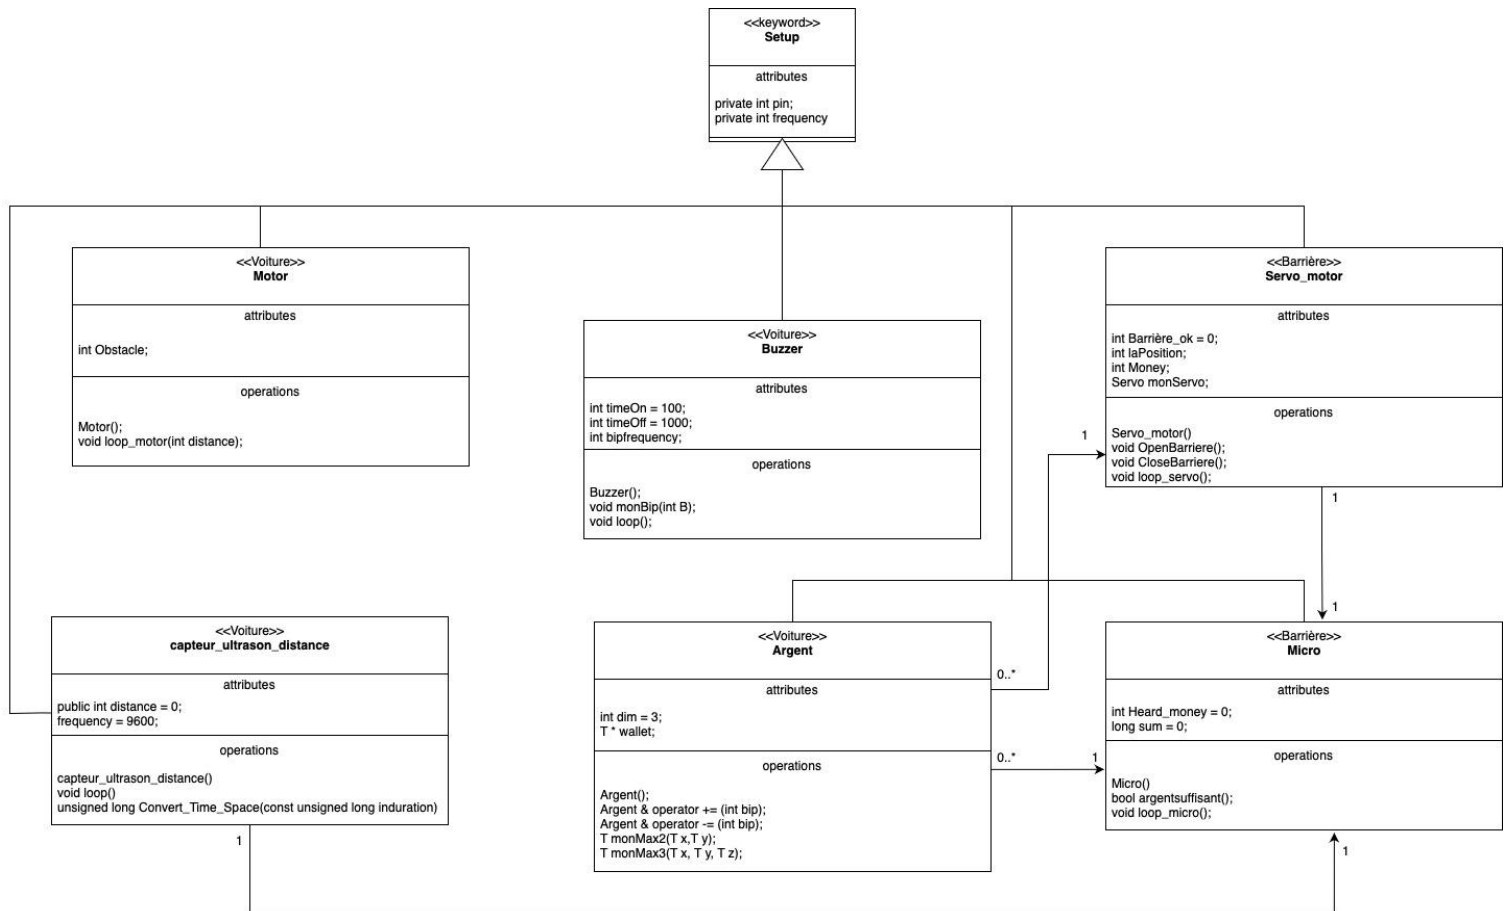 <<keyword>>
Setup
attributes
private int pin;
private int frequency
<<Voiture>>
Motor
attributes
int Obstacle;
operations
Motor();
void loop_motor(int distance);
<<Voiture>>
Buzzer
attributes
int timeOn = 100;
int timeOff = 1000;
int bipfrequency;
operations
Buzzer();
void monBip(int B);
void loop();
<<Barrière>>
Servo_motor
attributes
int Barrière_ok = 0;
int laPosition;
int Money;
Servo monServo;
operations
Servo_motor()
void OpenBarriere();
void CloseBarriere();
void loop_servo();
1
1
1
<<Voiture>>
capteur_ultrason_distance
attributes
public int distance = 0;
frequency = 9600;
operations
capteur_ultrason_distance()
void loop()
unsigned long Convert_Time_Space(const unsigned long induration)
1
<<Voiture>>
Argent
attributes
int dim = 3;
T * wallet;
operations
Argent();
Argent & operator += (int bip);
Argent & operator -= (int bip);
T monMax2(T x,T y);
T monMax3(T x, T y, T z);
0..*
0..*
1
<<Barrière>>
Micro
attributes
int Heard_money = 0;
long sum = 0;
operations
Micro()
bool argentsuffisant();
void loop_micro();
1